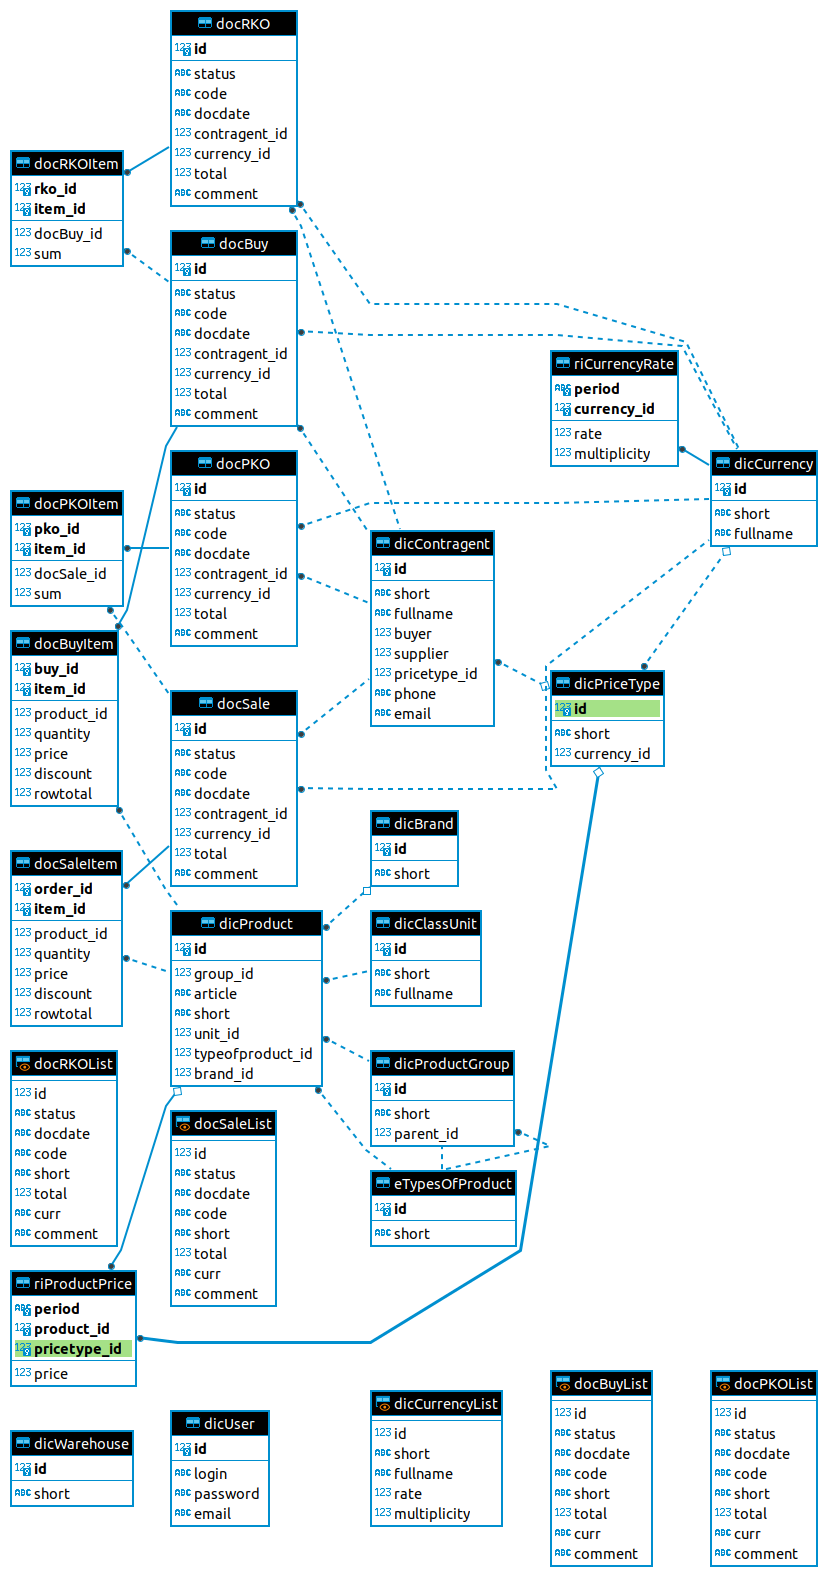 docRKO
id
status
code
docdate
contragent_id
currency_id
total
comment
docRKOItem
rko_id
item_id
docBuy_id
sum
docBuy
id
status
code
docdate
contragent_id
currency_id
total
comment
riCurrencyRate
period
currency_id
rate
multiplicity
dicCurrency
id
short
fullname
docPKO
id
status
code
docdate
contragent_id
currency_id
total
comment
docPKOItem
pko_id
item_id
docSale_id
sum
dicContragent
id
short
fullname
buyer
supplier
pricetype_id
phone
email
docBuyItem
buy_id
item_id
product_id
quantity
price
discount
rowtotal
dicPriceType
id
short
currency_id
docSale
id
status
code
docdate
contragent_id
currency_id
total
comment
dicBrand
id
short
docSaleItem
order_id
item_id
product_id
quantity
price
discount
rowtotal
dicProduct
id
group_id
article
short
unit_id
typeofproduct_id
brand_id
dicClassUnit
id
short
fullname
docRKOList
id
status
docdate
code
short
total
curr
comment
dicProductGroup
id
short
parent_id
docSaleList
id
status
docdate
code
short
total
curr
comment
eTypesOfProduct
id
short
riProductPrice
period
product_id
pricetype_id
price
docBuyList
id
status
docdate
code
short
total
curr
comment
docPKOList
id
status
docdate
code
short
total
curr
comment
dicCurrencyList
id
short
fullname
rate
multiplicity
dicUser
id
login
password
email
dicWarehouse
id
short